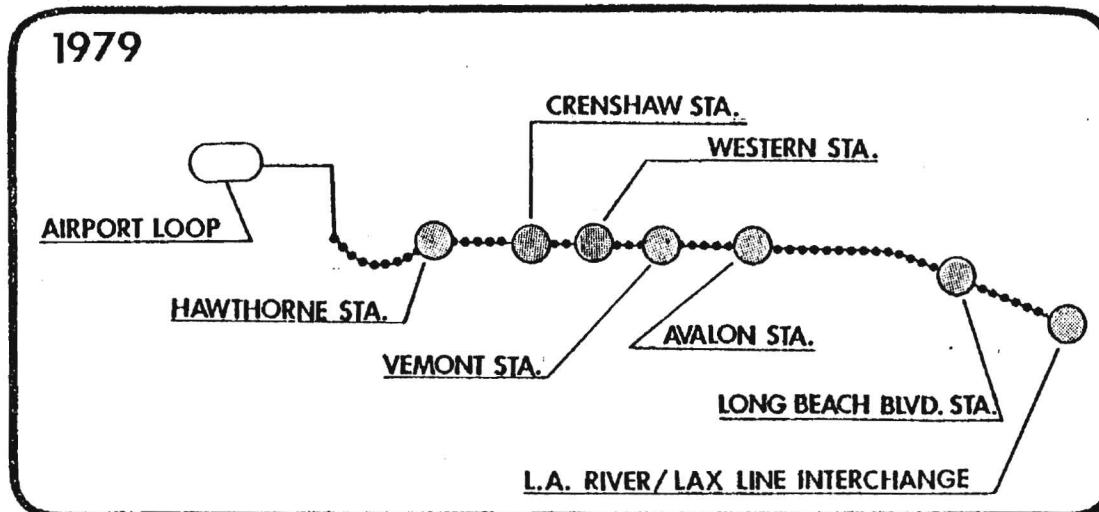 1979
CRENSHAW STA.
WESTERN STA.
AIRPORT LOOP
HAWTHORNE STA.
VEMONT STA.
AVALON STA.
LONG BEACH BLVD. STA.
L.A. RIVER/LAX LINE INTERCHANGE